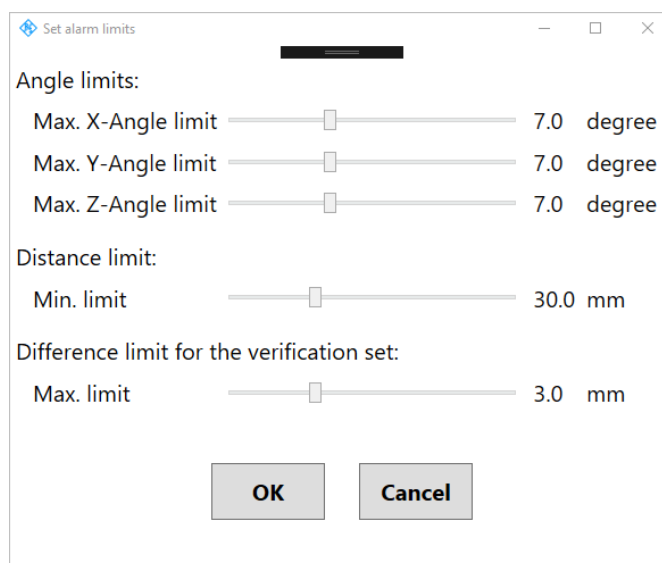 Set alarm limits
Angle limits:
Max. X-Angle limit 7.0 degree
Max. Y-Angle limit 7.0 degree
Max. Z-Angle limit 7.0 degree
Distance limit:
Min. limit 30.0 mm
Difference limit for the verification set:
Max. limit 3.0 mm
OK Cancel